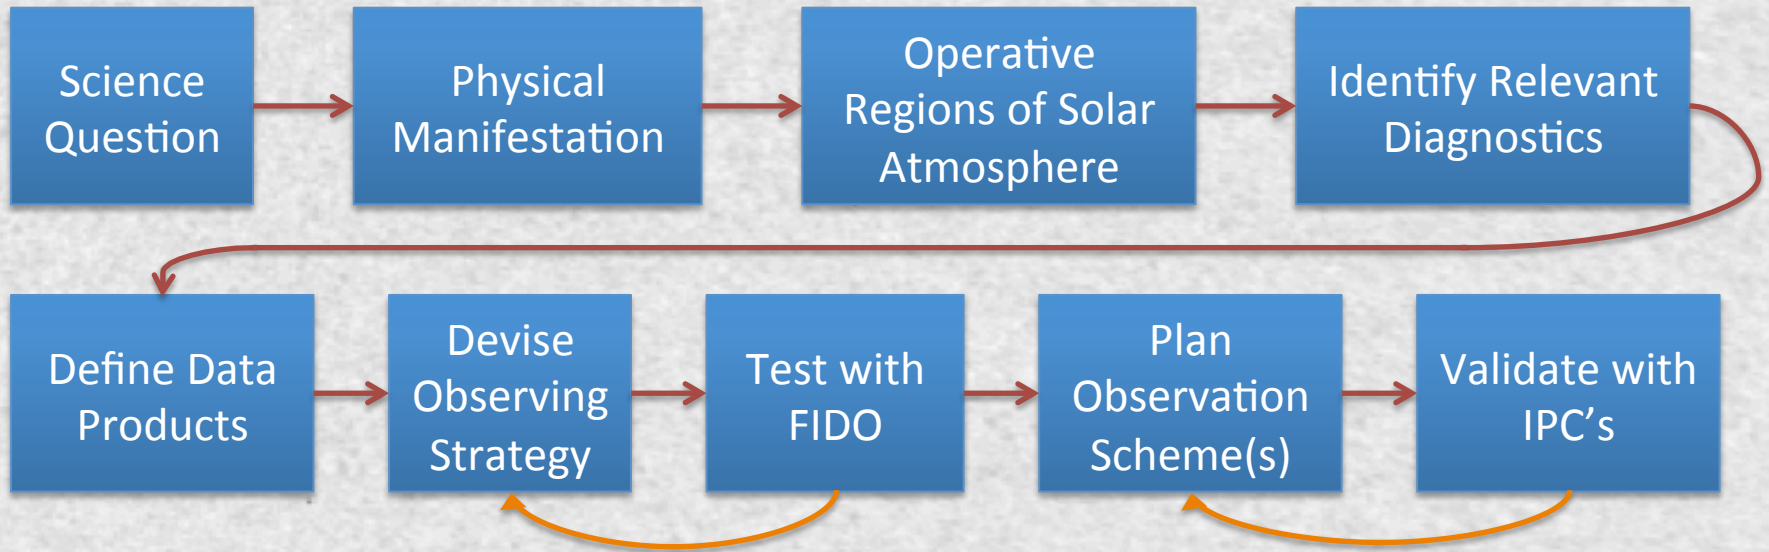 Science
Question
Physical
Manifestation
Operative
Regions of Solar
Atmosphere
Identify Relevant
Diagnostics
Define Data
Products
Devise
Observing
Strategy
Test with
FIDO
Plan
Observation
Scheme(s)
Validate with
IPC’s